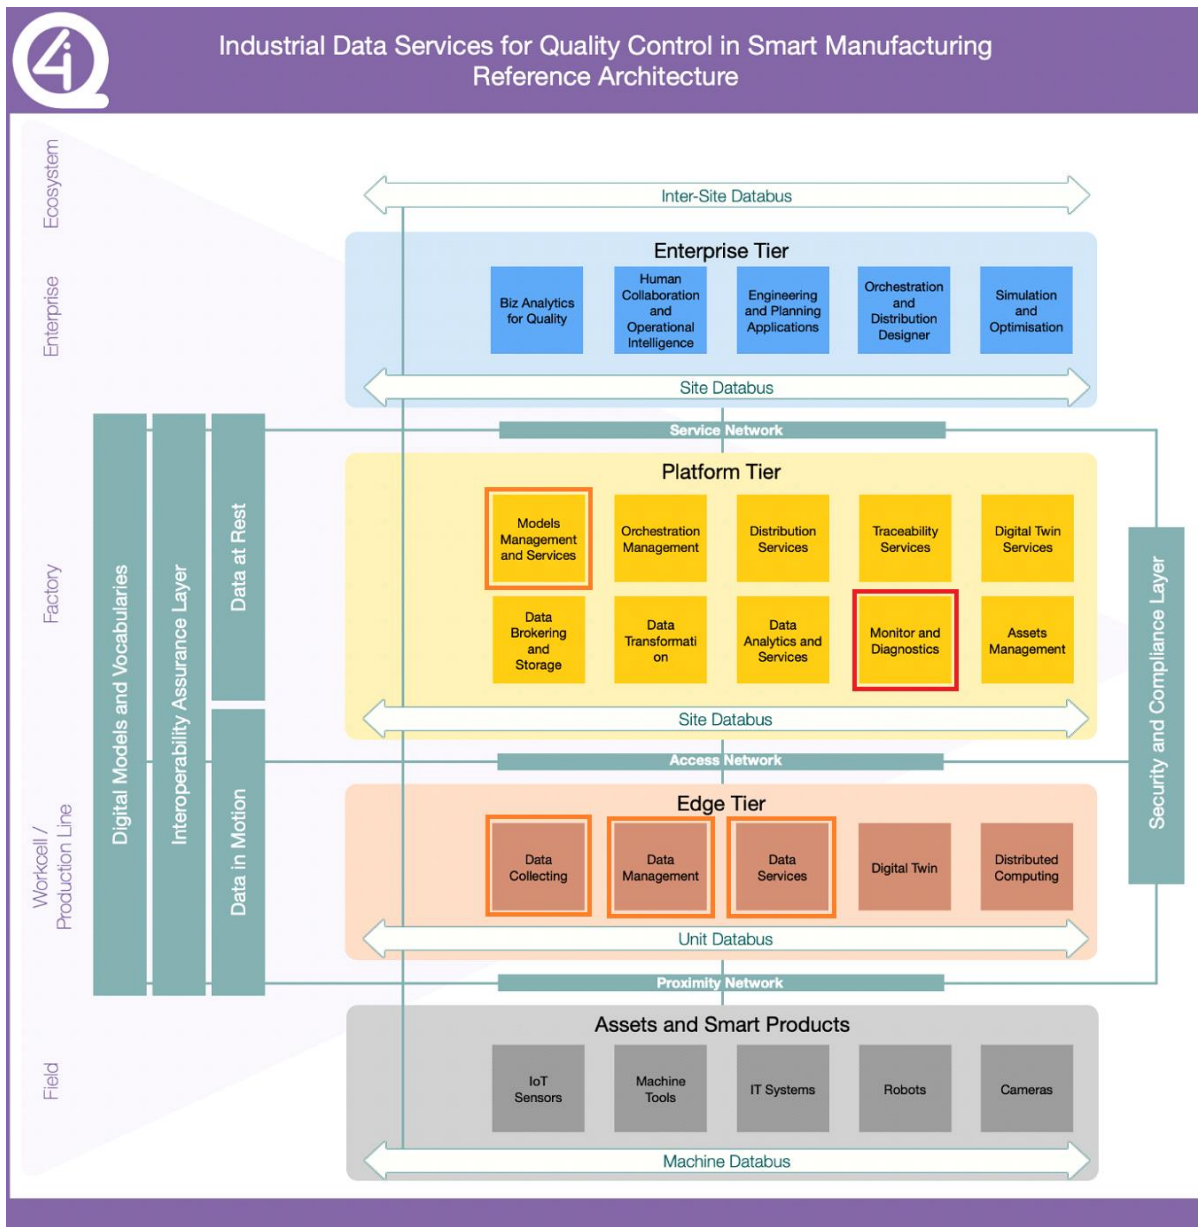 i4Q
Industrial Data Services for Quality Control in Smart Manufacturing
Reference Architecture
Ecosystem
Inter-Site Databus
Enterprise
Enterprise Tier
Biz Analytics
for Quality
Human
Collaboration
and
Operational
Intelligence
Engineering
and Planning
Applications
Orchestration
and
Distribution
Designer
Simulation
and
Optimisation
Site Databus
Service Network
Factory
Digital Models and Vocabularies
Interoperability Assurance Layer
Data at Rest
Data in Motion
Platform Tier
Models
Management
and Services
Orchestration
Management
Distribution
Services
Traceability
Services
Digital Twin
Services
Data
Brokering
and
Storage
Data
Transformati
on
Data
Analytics and
Services
Monitor and
Diagnostics
Assets
Management
Site Databus
Security and Compliance Layer
Access Network
Workcell /
Production Line
Edge Tier
Data
Collecting
Data
Management
Data
Services
Digital Twin
Distributed
Computing
Unit Databus
Proximity Network
Field
Assets and Smart Products
IoT
Sensors
Machine
Tools
IT Systems
Robots
Cameras
Machine Databus